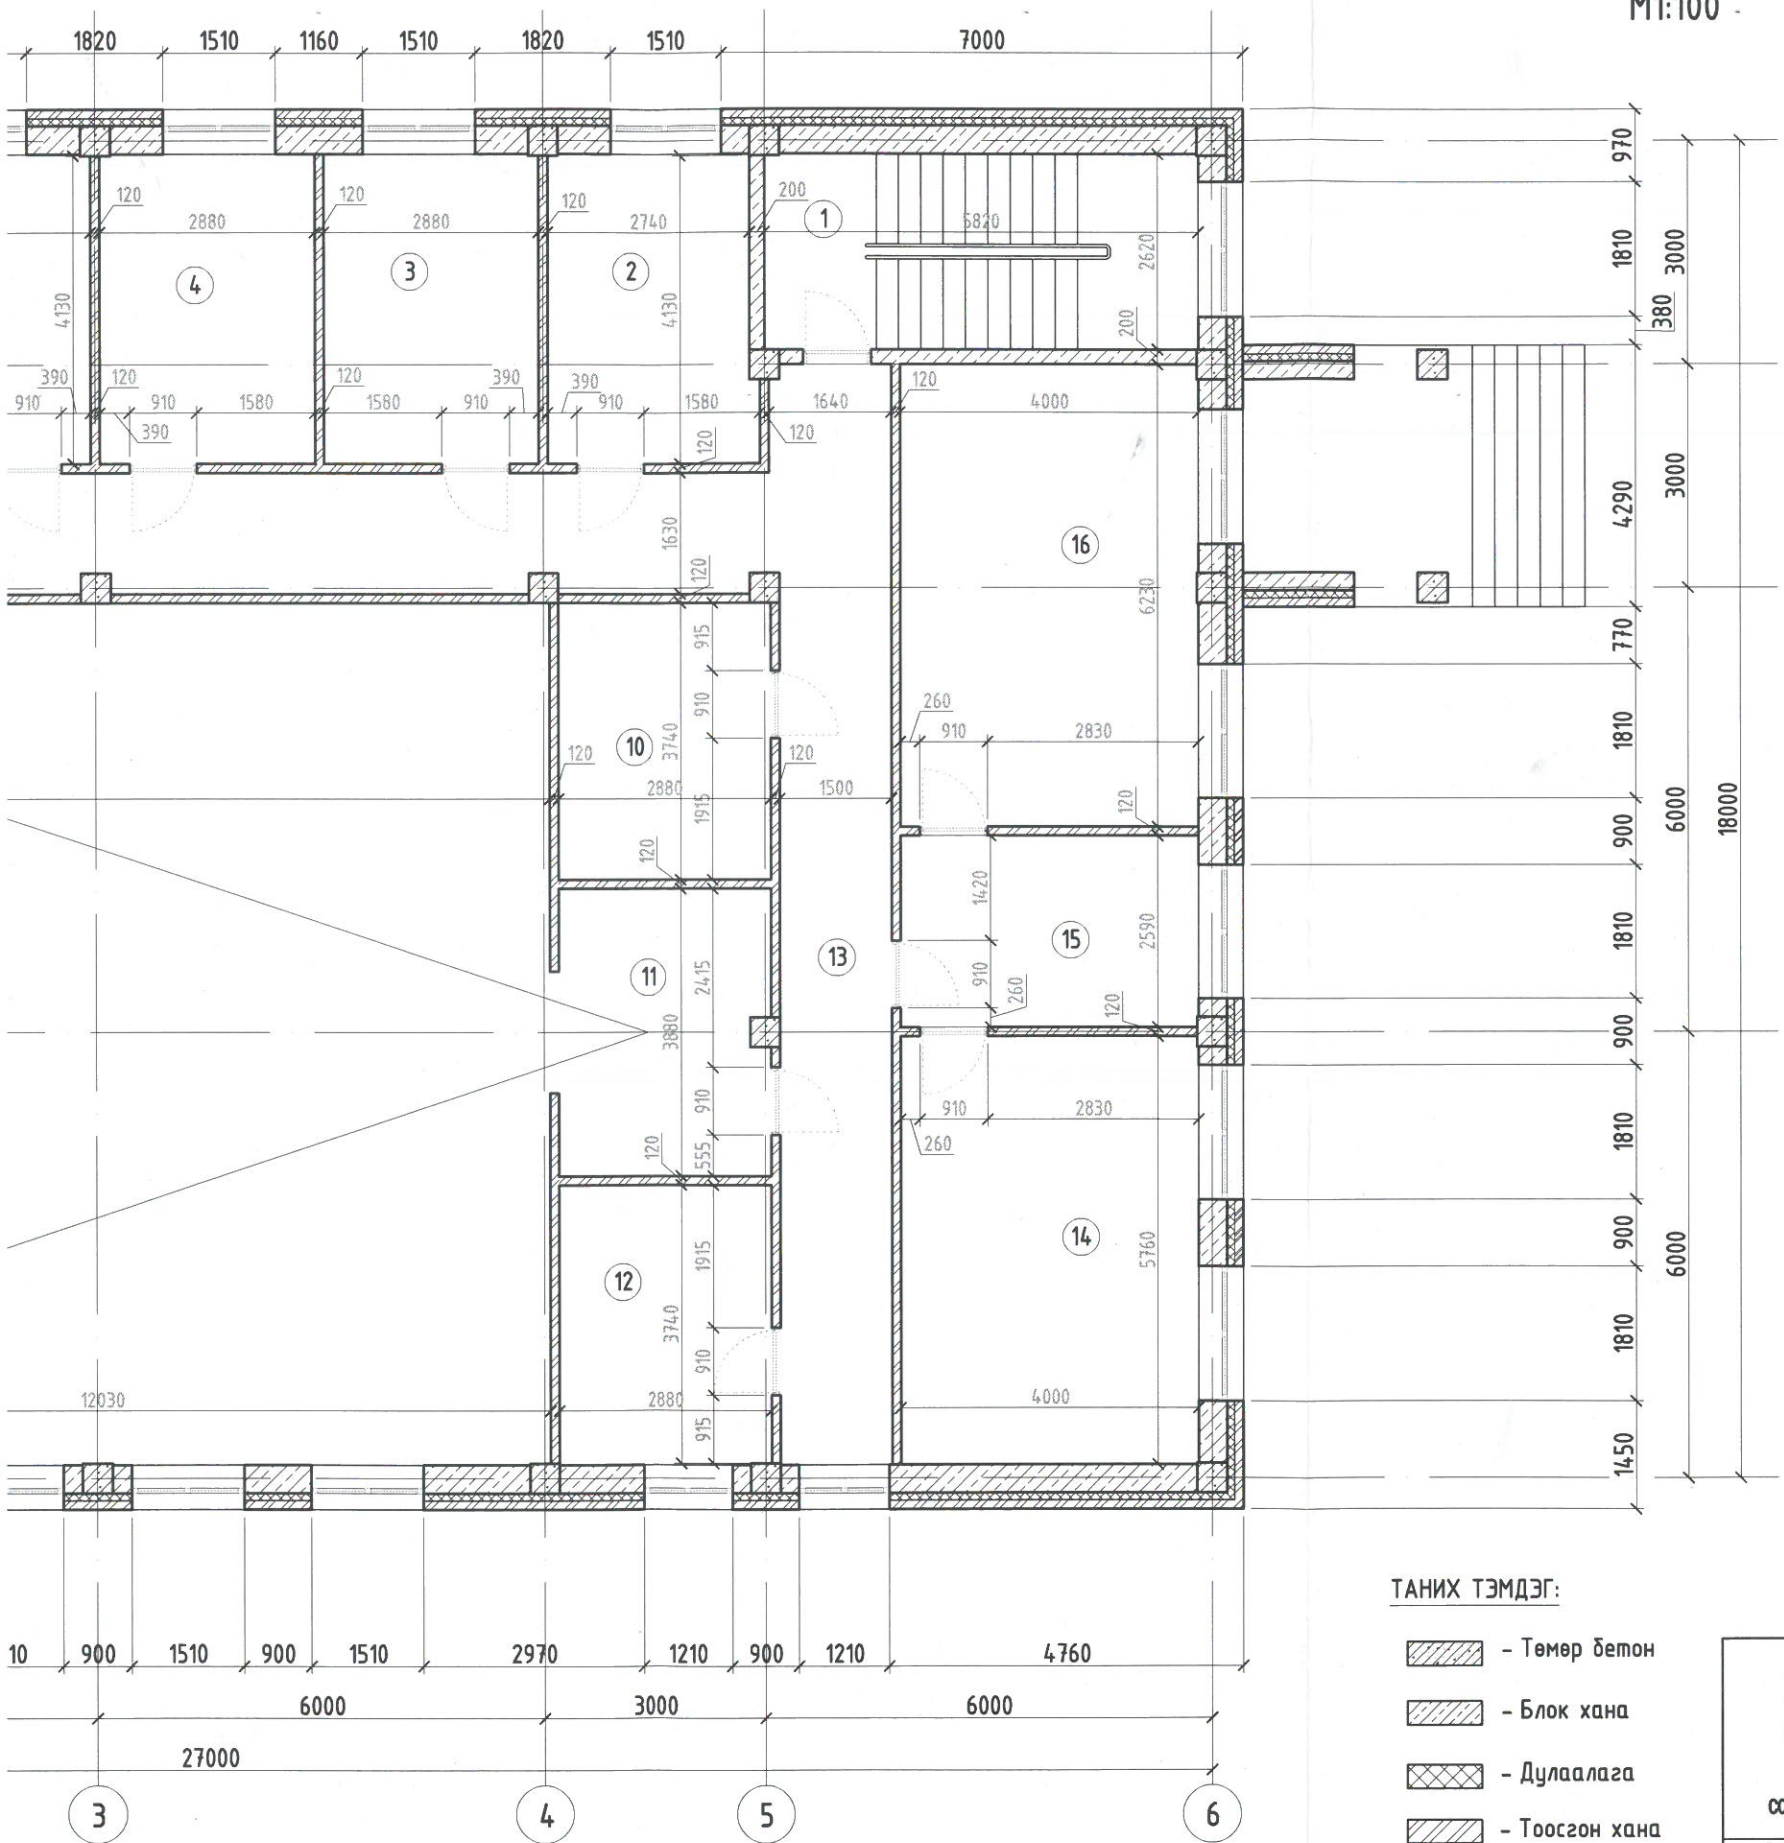 М1:100
1820 1510 1160 1510 1820 1510 7000
970
120 120 120 200
2880 2880 2740 1 5820
4 3 2
4130 4130 2620 1810 3000
380
200
390 120 120 390 390 120
910 910 1580 1580 910 910 1580 1640 4000
390 120 120
1630 16 4290 3000
120
915 6230 770
910 260
10 120 3740 120 910 2830 1810
2880 1500
1915 120 900 6000 18000
120
1420
11 2415 13 15 2590 1810
910 260
3880 120 900
910 910 2830 1810
120 555 260
1915 14 900
12 5760 6000
3740 1810
910
12030 2880 4000
915 1450
10 900 1510 900 1510 2970 1210 900 1210 4760
6000 3000 6000
27000
3 4 5 6
ТАНИХ ТЭМДЭГ:
- Төмөр бетон
- Блок хана
- Дулаалага
- Тоосгон хана